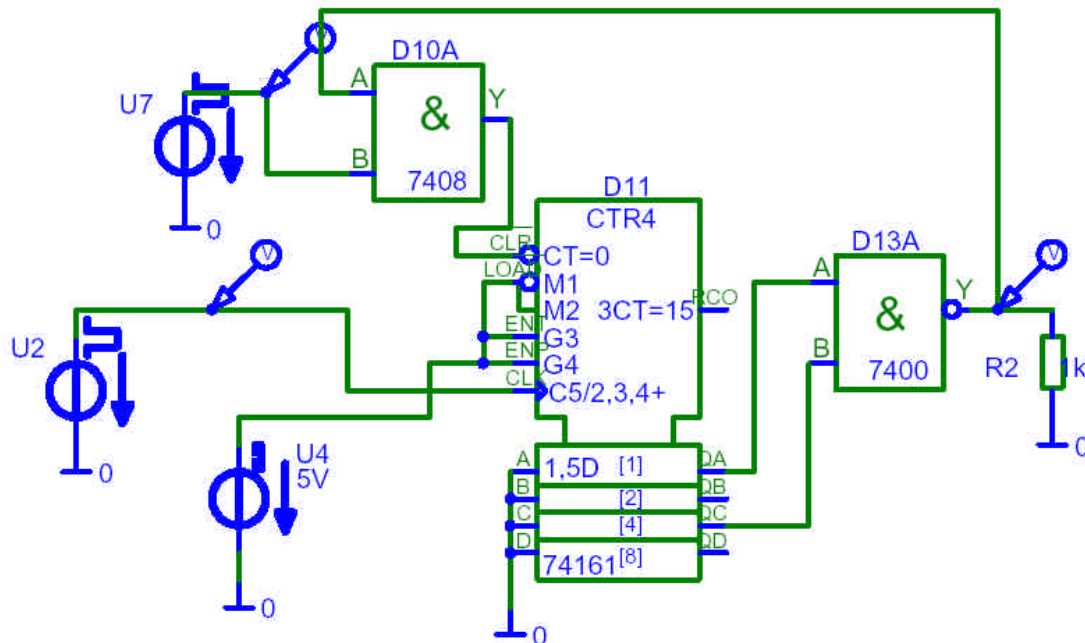 V
D10A
A
Y
U7
&
B
7408
0
D11
CTR4
V
CLR
CT=0
D13A
V
LOAD
M1
A
Y
M2
3CT=15
RCO
U2
ENT
G3
&
ENP
G4
B
7400
R2
1k
CLK
C5/2,3,4+
0
0
U4
5V
A
1,5D
[1]
QA
B
[2]
QB
C
[4]
QC
D
74161
[8]
QD
0
0